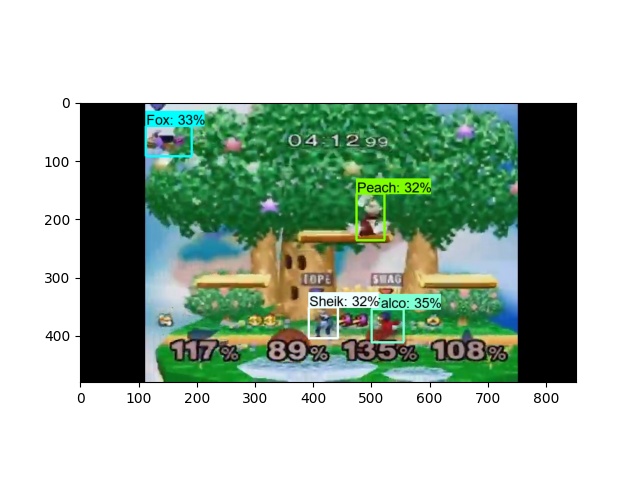 0
100
200
300
400
0 100 200 300 400 500 600 700 800
Fox: 33%
04:12 99
Peach: 32%
TOPE SWAG
Sheik: 32% alco: 35%
117% 89% 135% 108%